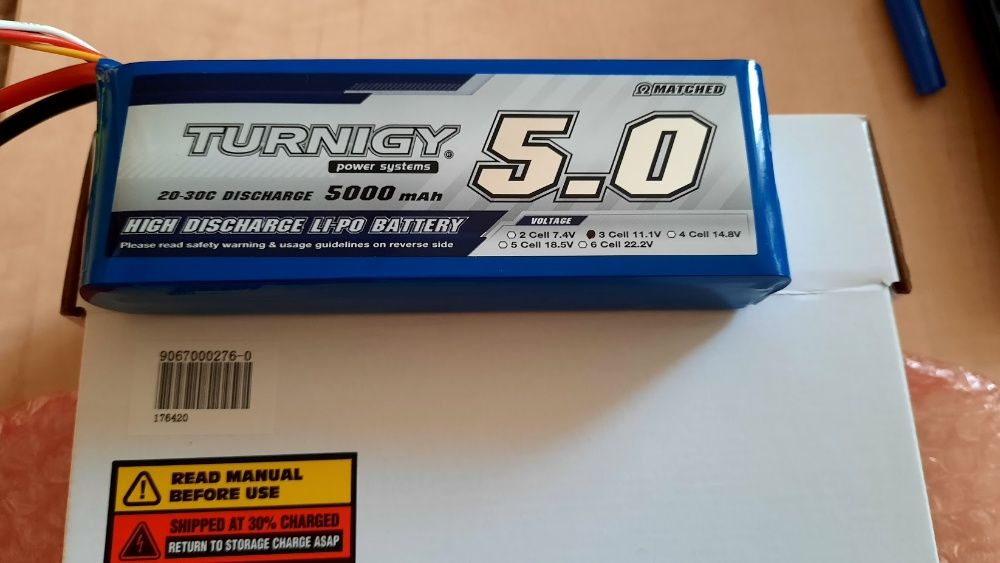 Ω MATCHED
TURNIGY®
power systems
5.0
20-30C DISCHARGE 5000 mAh
HIGH DISCHARGE LI-PO BATTERY
Please read safety warning & usage guidelines on reverse side
VOLTAGE
2 Cell 7.4V 3 Cell 11.1V 4 Cell 14.8V
5 Cell 18.5V 6 Cell 22.2V
9067000276-0
176420
READ MANUAL
BEFORE USE
SHIPPED AT 30% CHARGED
RETURN TO STORAGE CHARGE ASAP